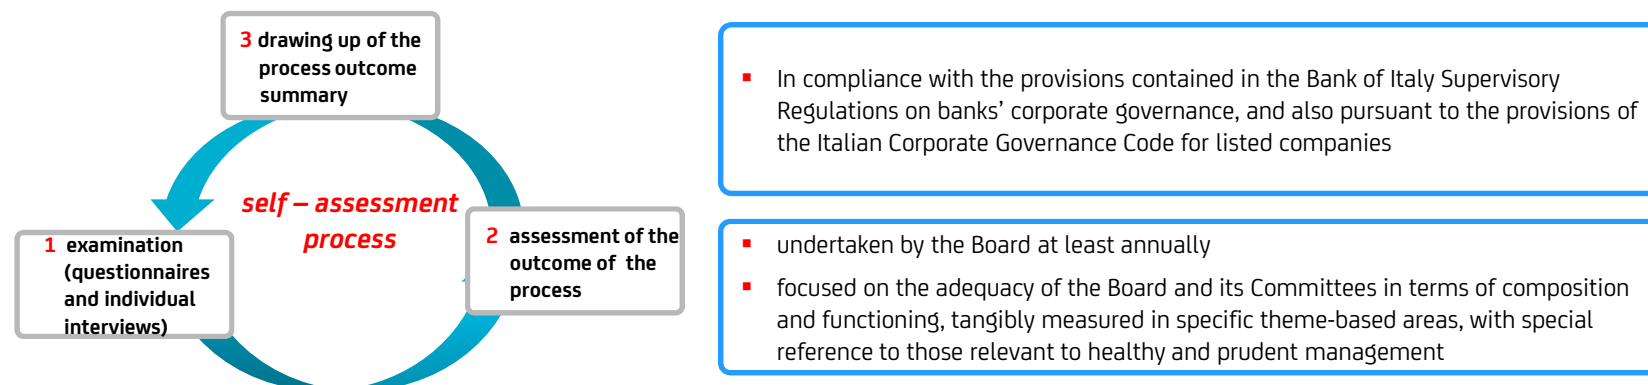 3 drawing up of the
process outcome
summary
self – assessment
process
1 examination
(questionnaires
and individual
interviews)
2 assessment of the
outcome of the
process
▪ In compliance with the provisions contained in the Bank of Italy Supervisory
Regulations on banks’ corporate governance, and also pursuant to the provisions of
the Italian Corporate Governance Code for listed companies
▪ undertaken by the Board at least annually
▪ focused on the adequacy of the Board and its Committees in terms of composition
and functioning, tangibly measured in specific theme-based areas, with special
reference to those relevant to healthy and prudent management